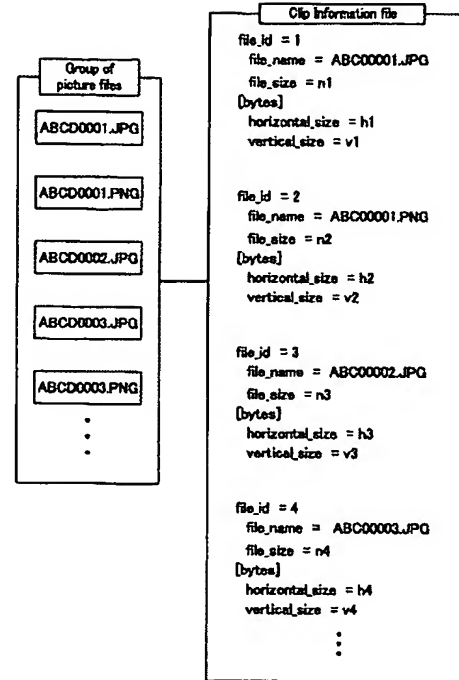 Group of
picture files
ABCD0001.JPG
ABCD0001.PNG
ABCD0002.JPG
ABCD0003.JPG
ABCD0003.PNG
Clip Information file
file_id = 1
file_name = ABC00001.JPG
file_size = n1
[bytes]
horizontal_size = h1
vertical_size = v1
file_id = 2
file_name = ABC00001.PNG
file_size = n2
[bytes]
horizontal_size = h2
vertical_size = v2
file_id = 3
file_name = ABC00002.JPG
file_size = n3
[bytes]
horizontal_size = h3
vertical_size = v3
file_id = 4
file_name = ABC00003.JPG
file_size = n4
[bytes]
horizontal_size = h4
vertical_size = v4